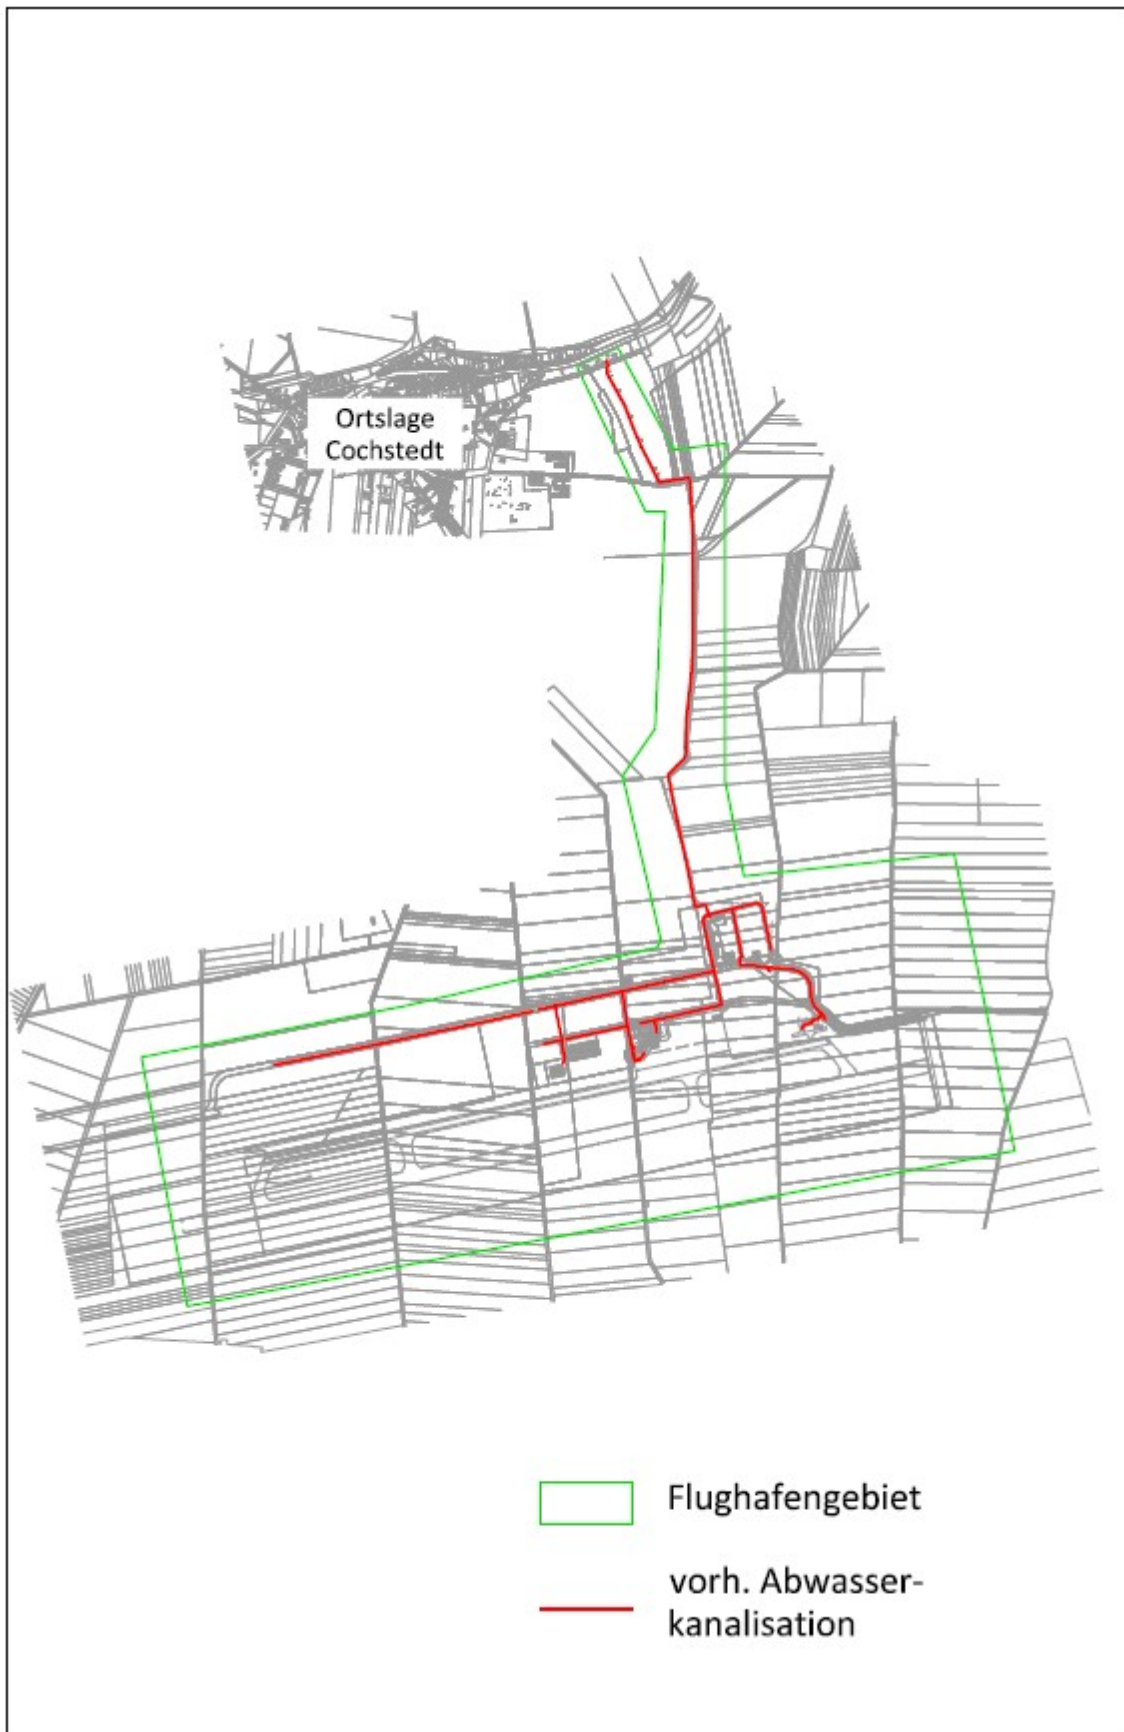 Ortslage
Cochstedt
Flughafengebiet
vorh. Abwasser-
kanalisation